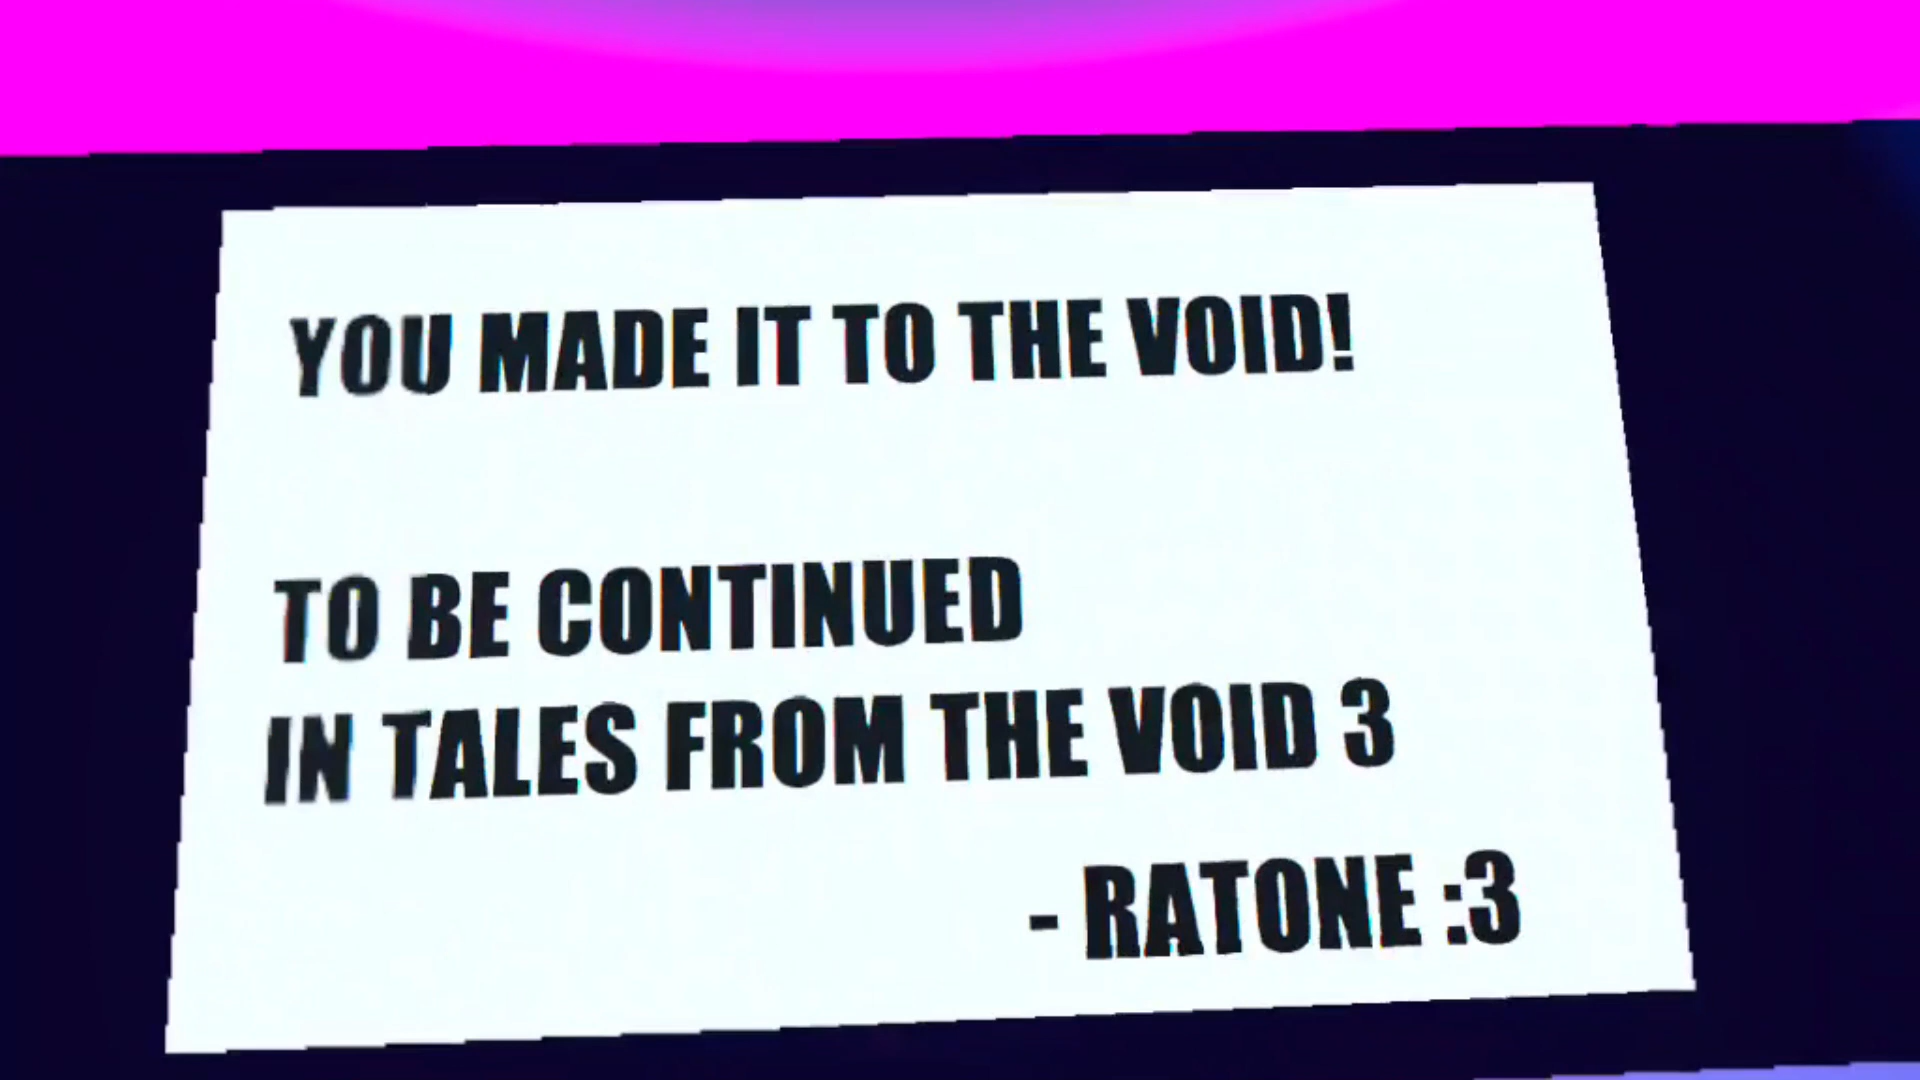 YOU MADE IT TO THE VOID!
TO BE CONTINUED
IN TALES FROM THE VOID 3
- RATONE :3